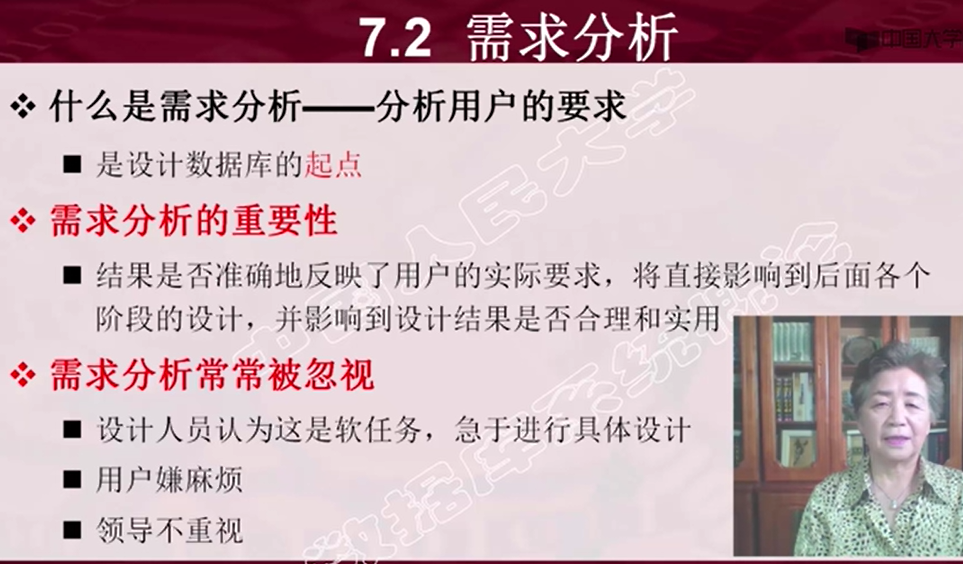 7.2 需求分析
中国大学
❖ 什么是需求分析——分析用户的要求
■ 是设计数据库的起点
❖ 需求分析的重要性
■ 结果是否准确地反映了用户的实际要求，将直接影响到后面各个
阶段的设计，并影响到设计结果是否合理和实用
❖ 需求分析常常被忽视
■ 设计人员认为这是软任务，急于进行具体设计
■ 用户嫌麻烦
■ 领导不重视
中国人民大学
数据库系统概论